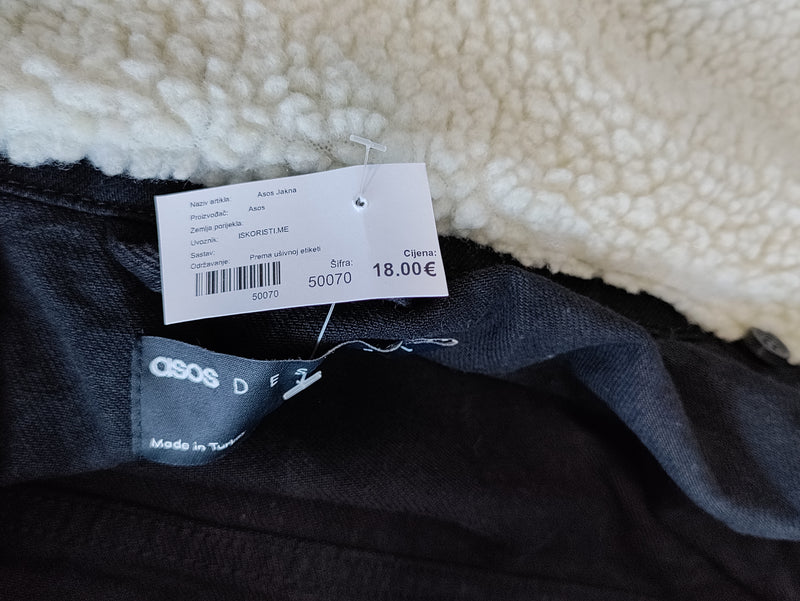 Naziv artikla: Asos Jakna
Proizvođač: Asos
Zemlja porijekla:
Uvoznik: ISKORISTI.ME
Sastav:
Održavanje: Prema ušivnoj etiketi
50070
Šifra:
50070
Cijena:
18.00€
asos DES
Made in